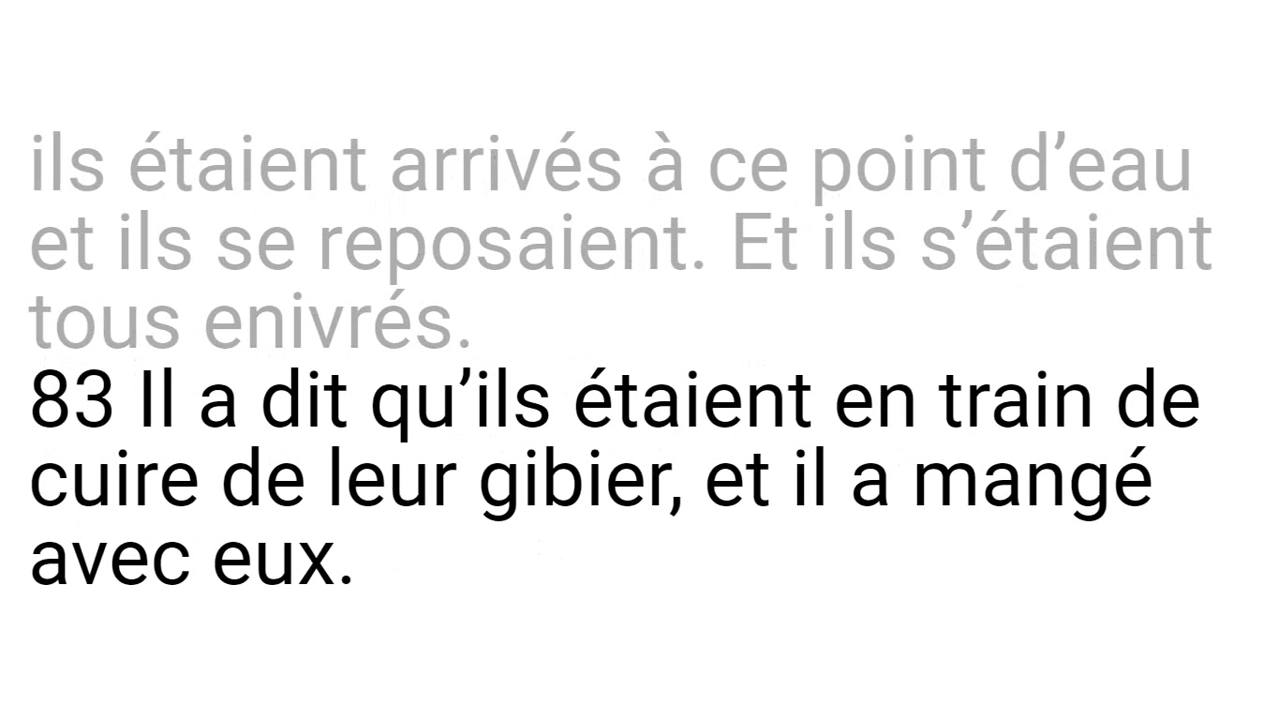 ils étaient arrivés à ce point d’eau
et ils se reposaient. Et ils s’étaient
tous enivrés.
83 Il a dit qu’ils étaient en train de
cuire de leur gibier, et il a mangé
avec eux.